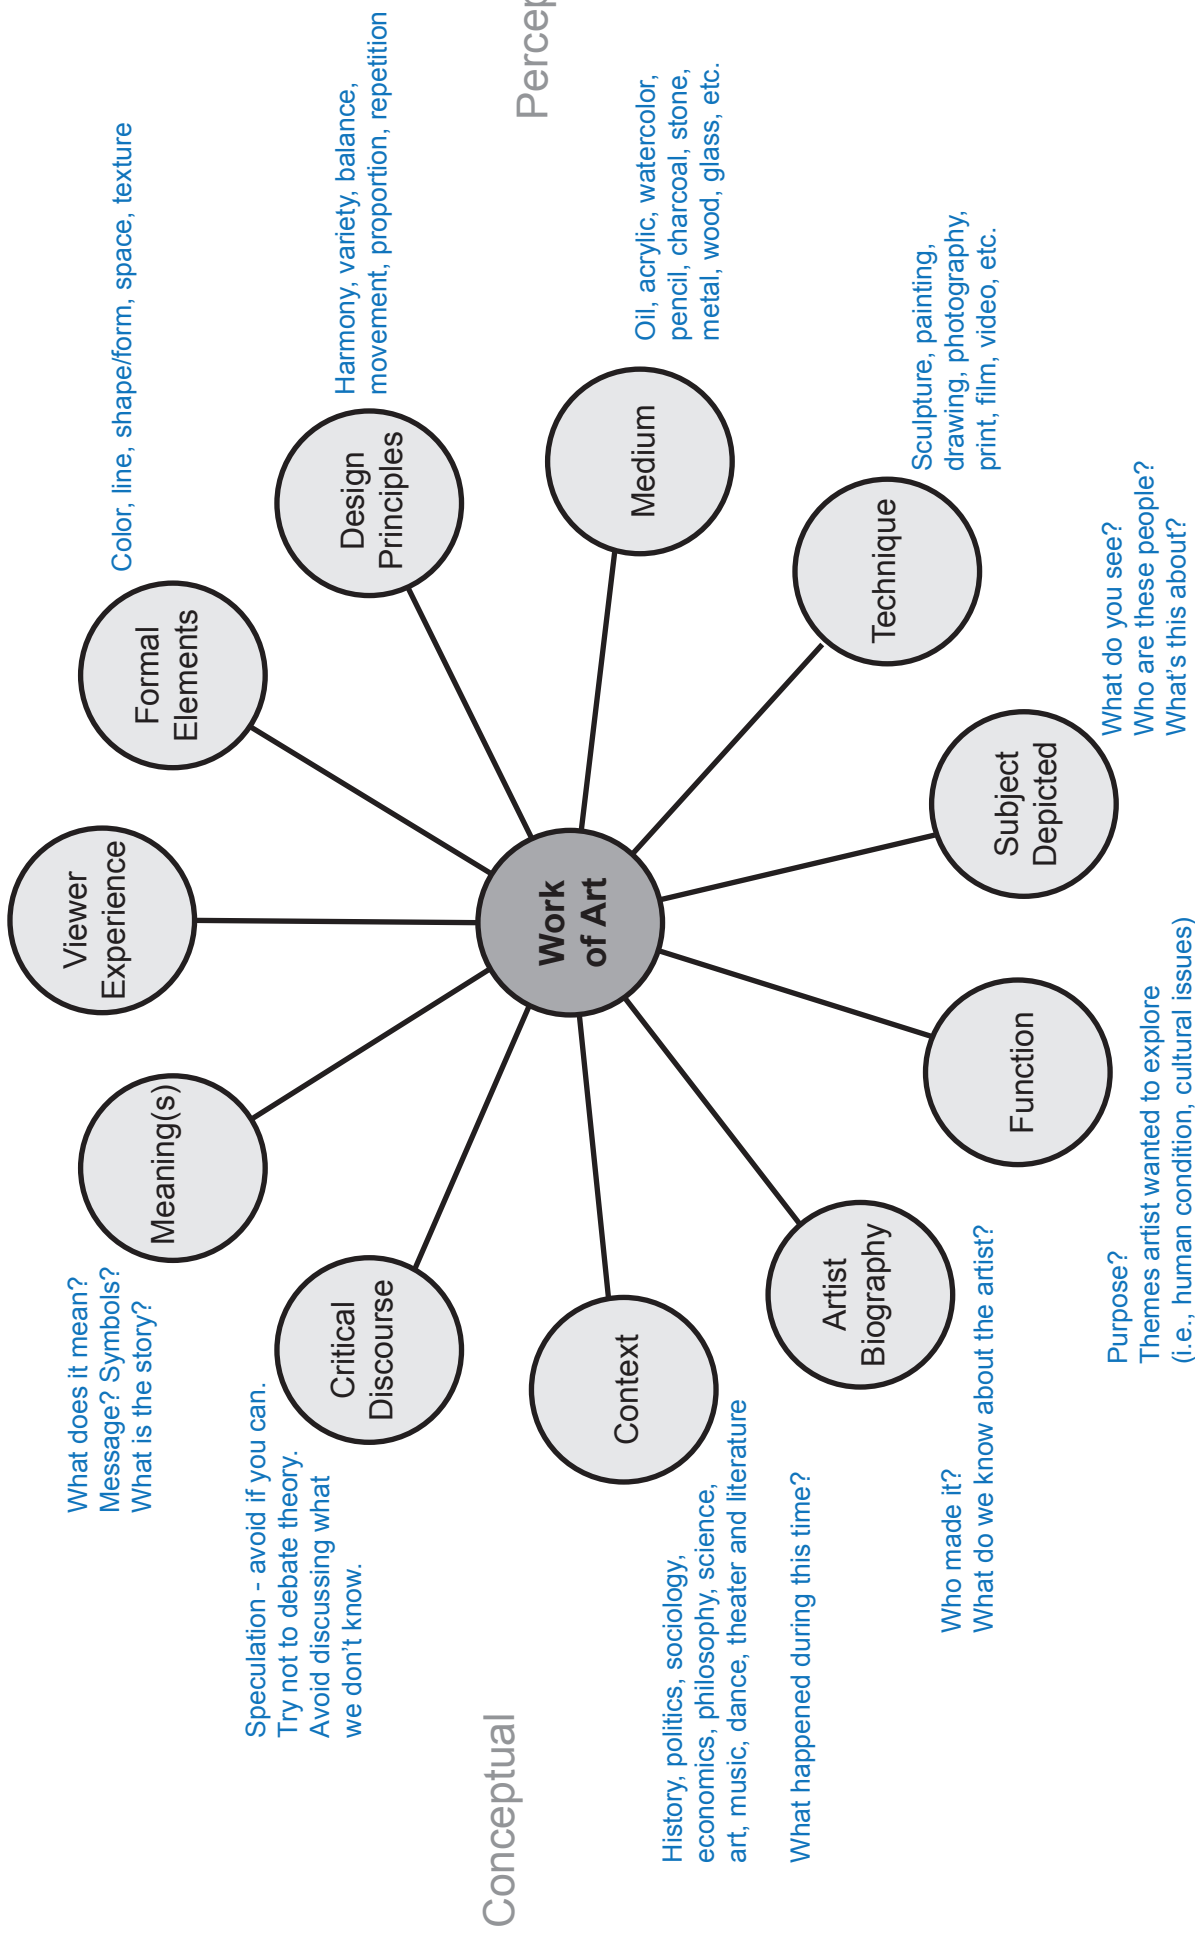 Viewer
Experience
Formal
Elements
Color, line, shape/form, space, texture
Design
Principles
Harmony, variety, balance,
movement, proportion, repetition
Percep
Medium
Oil, acrylic, watercolor,
pencil, charcoal, stone,
metal, wood, glass, etc.
Technique
Sculpture, painting,
drawing, photography,
print, film, video, etc.
Subject
Depicted
What do you see?
Who are these people?
What's this about?
Function
Purpose?
Themes artist wanted to explore
(i.e., human condition, cultural issues)
Artist
Biography
Who made it?
What do we know about the artist?
Context
History, politics, sociology,
economics, philosophy, science,
art, music, dance, theater and literature
What happened during this time?
Conceptual
Critical
Discourse
Speculation - avoid if you can.
Try not to debate theory.
Avoid discussing what
we don't know.
Meaning(s)
What does it mean?
Message? Symbols?
What is the story?
Work
of Art